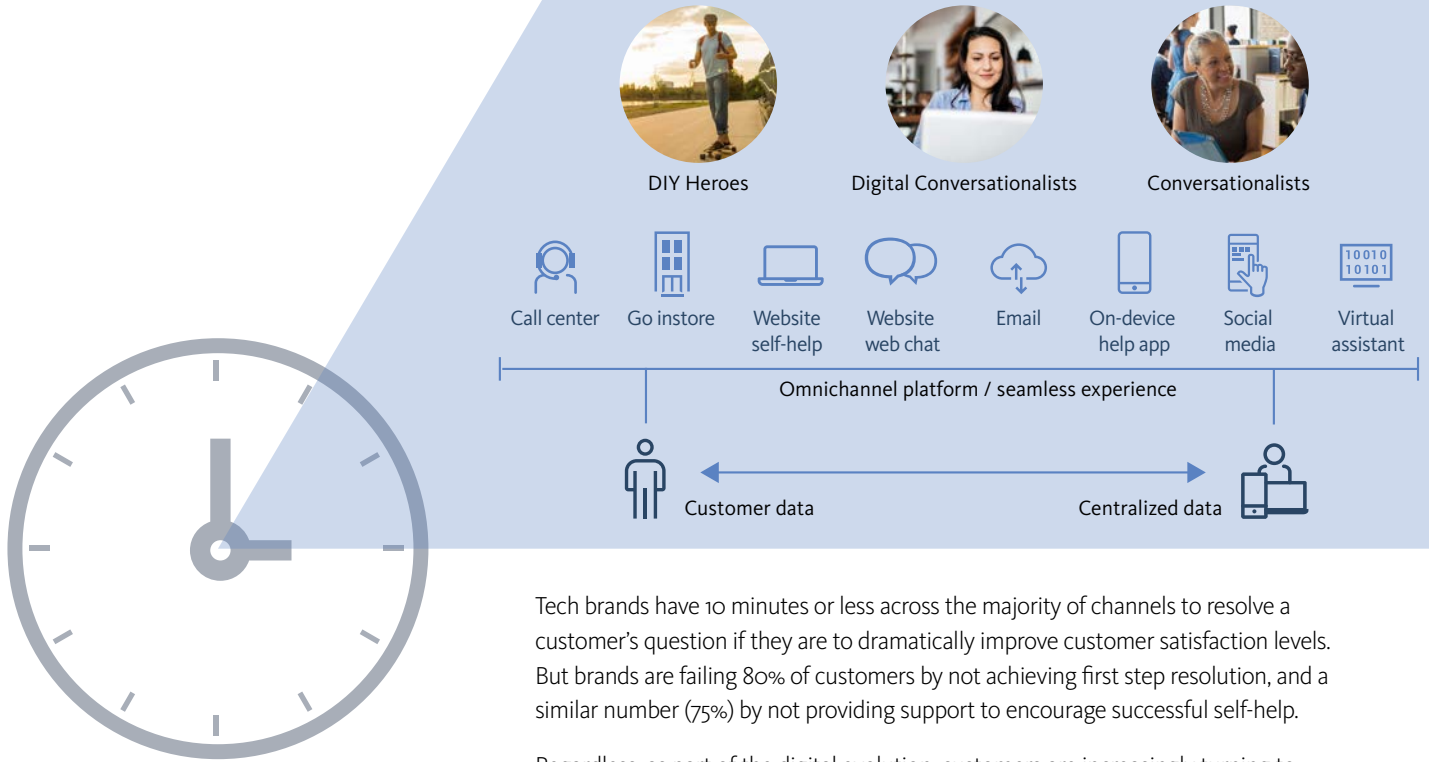 DIY Heroes
Digital Conversationalists
Conversationalists
10010
10101
Call center
Go instore
Website
self-help
Website
web chat
Email
On-device
help app
Social
media
Virtual
assistant
Omnichannel platform / seamless experience
Customer data
Centralized data
Tech brands have 10 minutes or less across the majority of channels to resolve a
customer’s question if they are to dramatically improve customer satisfaction levels.
But brands are failing 80% of customers by not achieving first step resolution, and a
similar number (75%) by not providing support to encourage successful self-help.